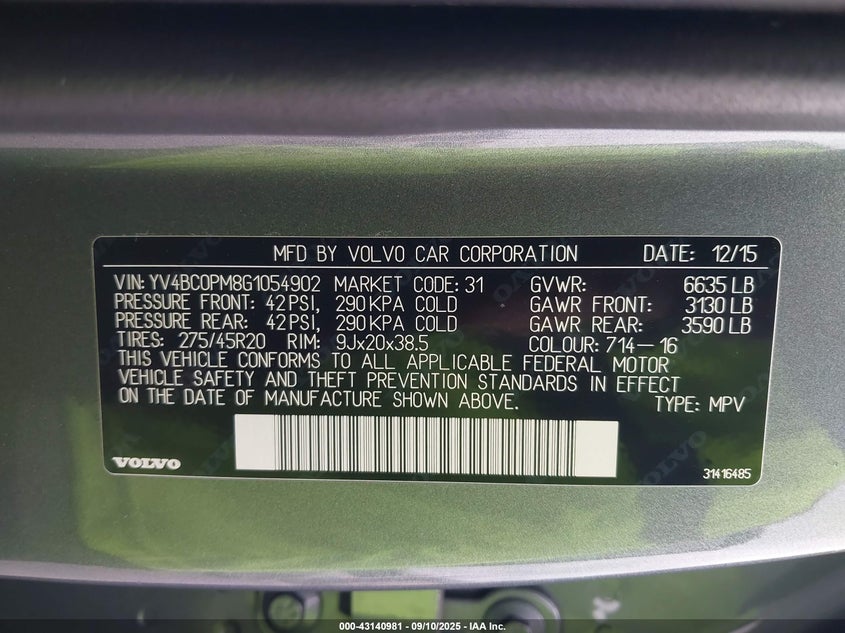 MFD BY VOLVO CAR CORPORATION DATE: 12/15
VIN: YV4BC0PM8G1054902 MARKET CODE: 31 GVWR: 6635 LB
PRESSURE FRONT: 42 PSI, 290 KPA COLD GAWR FRONT: 3130 LB
PRESSURE REAR: 42 PSI, 290 KPA COLD GAWR REAR: 3590 LB
TIRES: 275/45R20 RIM: 9Jx20x38.5 COLOUR: 714-16
THIS VEHICLE CONFORMS TO ALL APPLICABLE FEDERAL MOTOR
VEHICLE SAFETY AND THEFT PREVENTION STANDARDS IN EFFECT
ON THE DATE OF MANUFACTURE SHOWN ABOVE. TYPE: MPV
VOLVO 31416485
000-43140981 - 09/10/2025 - IAA Inc.